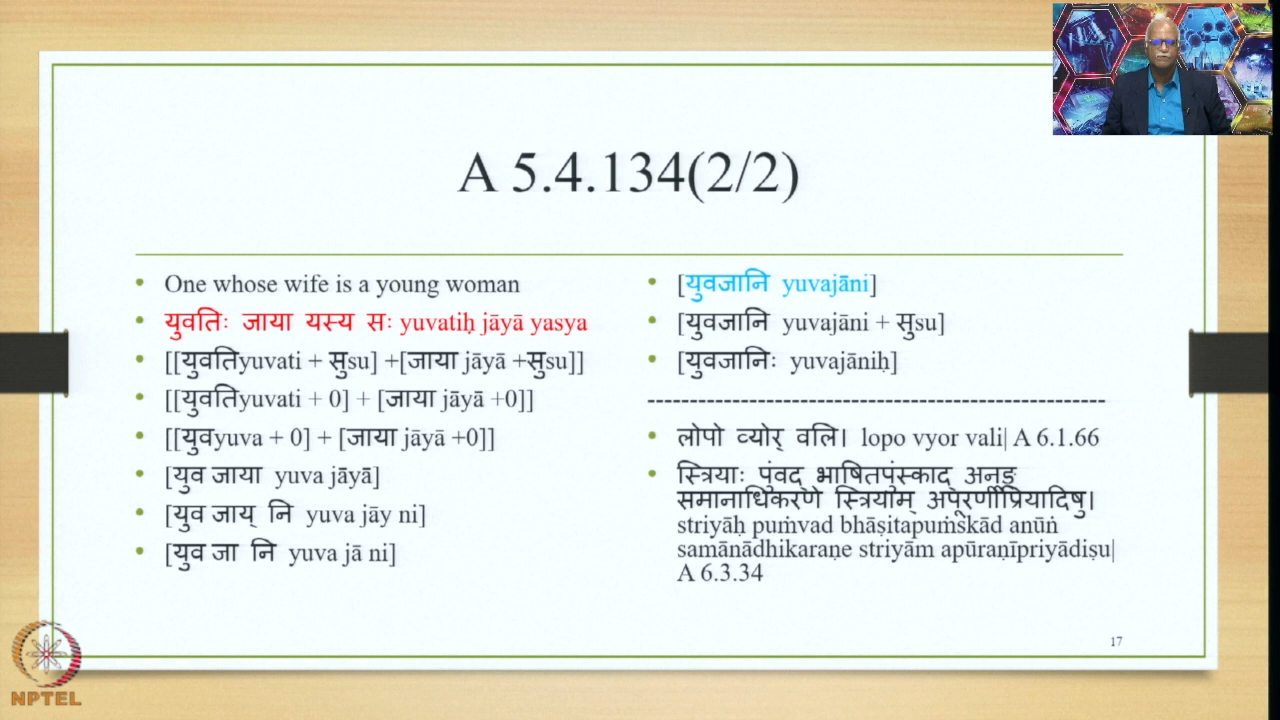 A 5.4.134(2/2)
• One whose wife is a young woman
• युवतिः जाया यस्य सः yuvatiḥ jāyā yasya
• [[युवतिyuvati + सुsu] +[जाया jāyā +सुsu]]
• [[युवतिyuvati + 0] + [जाया jāyā +0]]
• [[युवyuva + 0] + [जाया jāyā +0]]
• [युव जाया yuva jāyā]
• [युव जाय् नि yuva jāy ni]
• [युव जा नि yuva jā ni]
• [युवजानि yuvajāni]
• [युवजानि yuvajāni + सुsu]
• [युवजानिः yuvajāniḥ]
------------------------------------------------------
• लोपो व्योर् वलि। lopo vyor vali| A 6.1.66
• स्त्रियाः पुंवद् भाषितपुंस्काद् अनूङ्
समानाधिकरणे स्त्रियाम् अपूरणीप्रियादिषु।
striyāḥ puṁvad bhāṣitapuṁskād anūṅ
samānādhikaraṇe striyām apūraṇīpriyādiṣu|
A 6.3.34
17
NPTEL